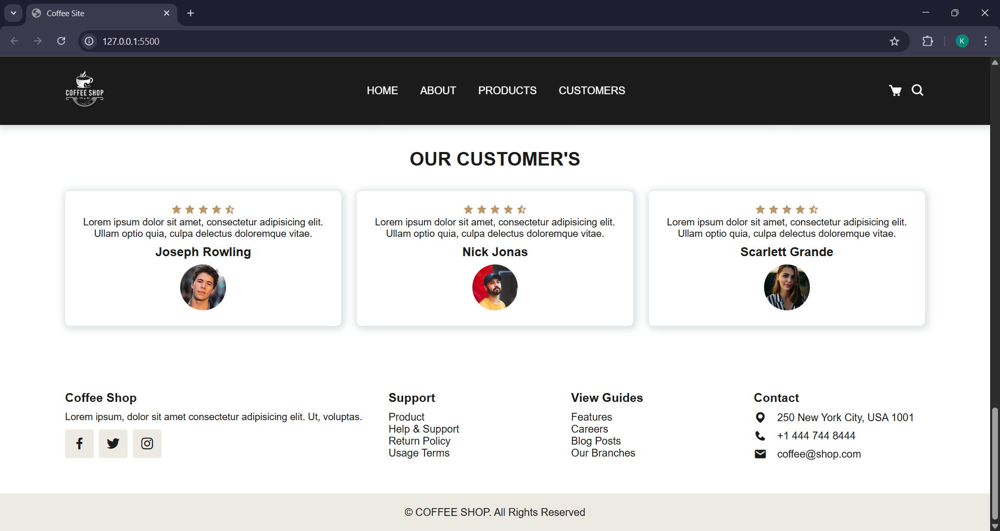 Coffee Site
127.0.0.1:5500
K
COFFEE SHOP
HOME ABOUT PRODUCTS CUSTOMERS
OUR CUSTOMER'S
Lorem ipsum dolor sit amet, consectetur adipisicing elit.
Ullam optio quia, culpa delectus doloremque vitae.
Joseph Rowling
Lorem ipsum dolor sit amet, consectetur adipisicing elit.
Ullam optio quia, culpa delectus doloremque vitae.
Nick Jonas
Lorem ipsum dolor sit amet, consectetur adipisicing elit.
Ullam optio quia, culpa delectus doloremque vitae.
Scarlett Grande
Coffee Shop
Lorem ipsum, dolor sit amet consectetur adipisicing elit. Ut, voluptas.
Support
Product
Help & Support
Return Policy
Usage Terms
View Guides
Features
Careers
Blog Posts
Our Branches
Contact
250 New York City, USA 1001
+1 444 744 8444
coffee@shop.com
© COFFEE SHOP. All Rights Reserved